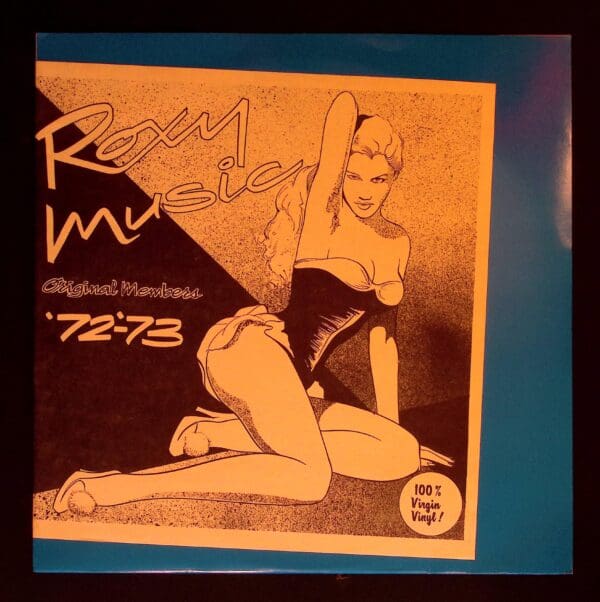 Roxy
Music
Original Members
'72-'73
100%
Virgin
Vinyl!